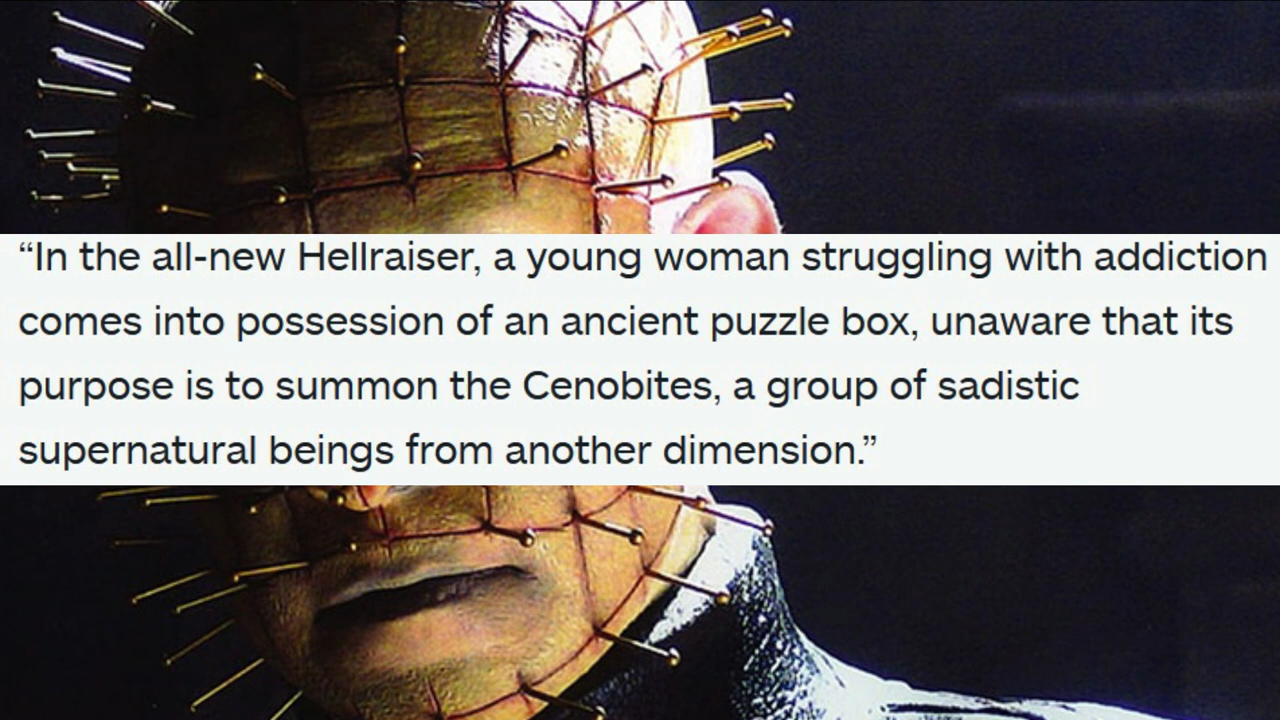 “In the all-new Hellraiser, a young woman struggling with addiction
comes into possession of an ancient puzzle box, unaware that its
purpose is to summon the Cenobites, a group of sadistic
supernatural beings from another dimension.”